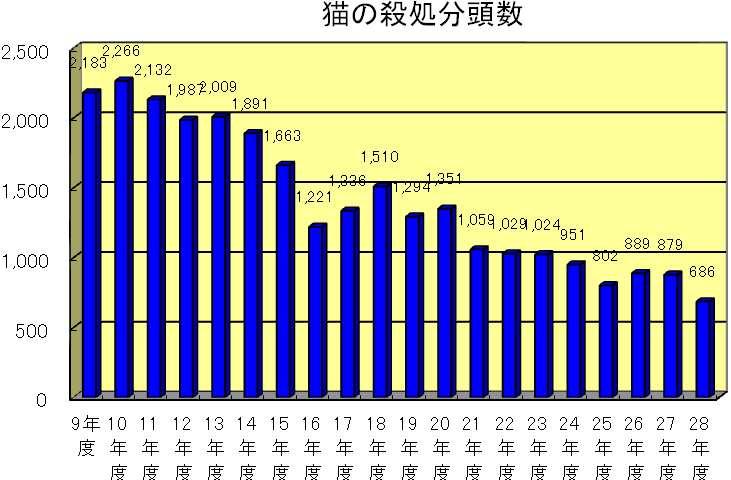 猫の殺処分頭数
2,500
2,000
1,500
1,000
500
0
2,183
2,266
2,132
1,987
2,009
1,891
1,663
1,221
1,336
1,510
1,294
1,351
1,059
1,029
1,024
951
802
889
879
686
9年度
10年度
11年度
12年度
13年度
14年度
15年度
16年度
17年度
18年度
19年度
20年度
21年度
22年度
23年度
24年度
25年度
26年度
27年度
28年度